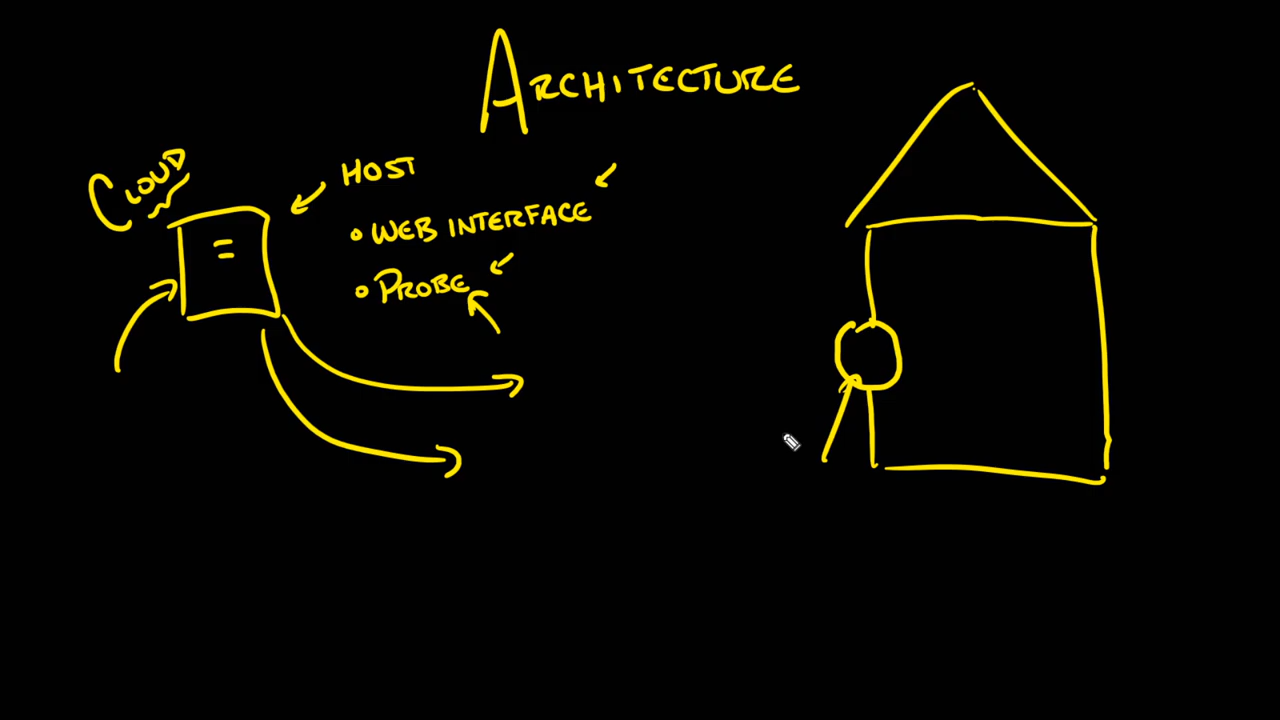 ARCHITECTURE
CLOUD
HOST
• WEB INTERFACE
• PROBE